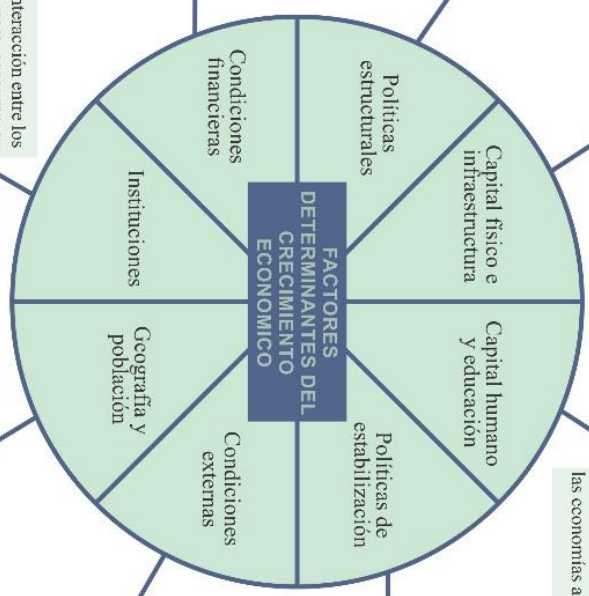 las economías a
Capital físico e
infraestructura
Capital humano
y educación
Políticas
estructurales
Políticas de
estabilización
FACTORES
DETERMINANTES DEL
CRECIMIENTO
ECONOMICO
Condiciones
financieras
Condiciones
externas
Instituciones
Geografía y
población
nteracción entre los